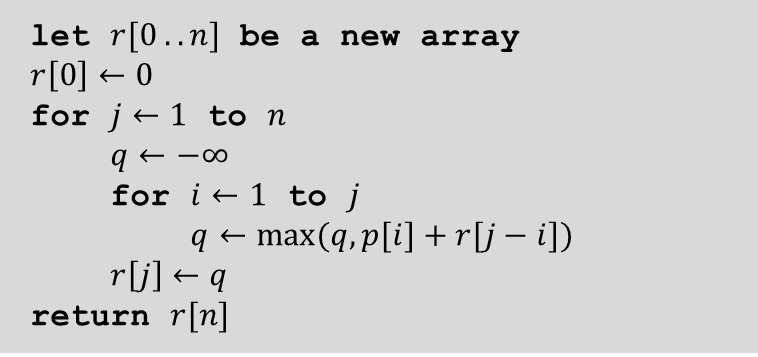 let r[0..n] be a new array
r[0] ← 0
for j ← 1 to n
q ← −∞
for i ← 1 to j
q ← max(q, p[i] + r[j − i])
r[j] ← q
return r[n]